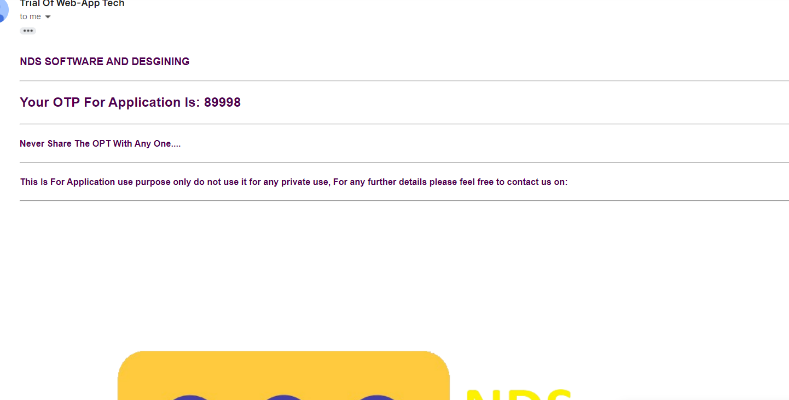 Trial Of Web-App Tech
to me
NDS SOFTWARE AND DESGINING
Your OTP For Application Is: 89998
Never Share The OPT With Any One....
This Is For Application use purpose only do not use it for any private use, For any further details please feel free to contact us on:
NDS